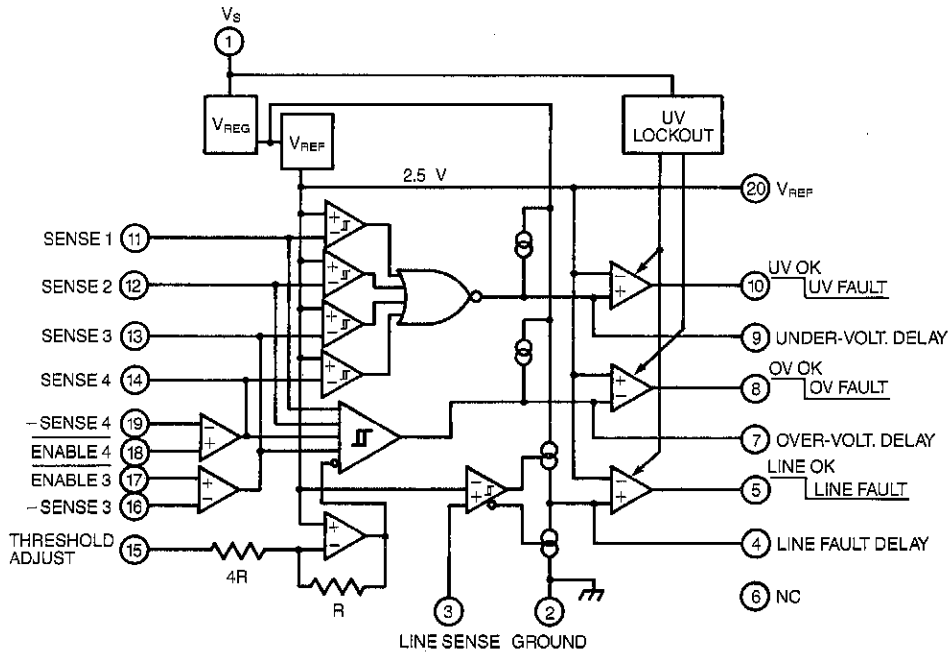 VS
1
VREG
VREF
UV
LOCKOUT
2.5 V
20 VREF
SENSE 1 11
SENSE 2 12
SENSE 3 13
SENSE 4 14
-SENSE 4 19
ENABLE 4 18
ENABLE 3 17
-SENSE 3 16
THRESHOLD
ADJUST 15
4R
R
+
-
+
-
+
-
+
-
-
+
+
-
+
-
+
+
-
+
+
-
-
+
UV OK
10 UV FAULT
9 UNDER-VOLT. DELAY
OV OK
8 OV FAULT
7 OVER-VOLT. DELAY
LINE OK
5 LINE FAULT
4 LINE FAULT DELAY
6 NC
3
2
LINE SENSE GROUND